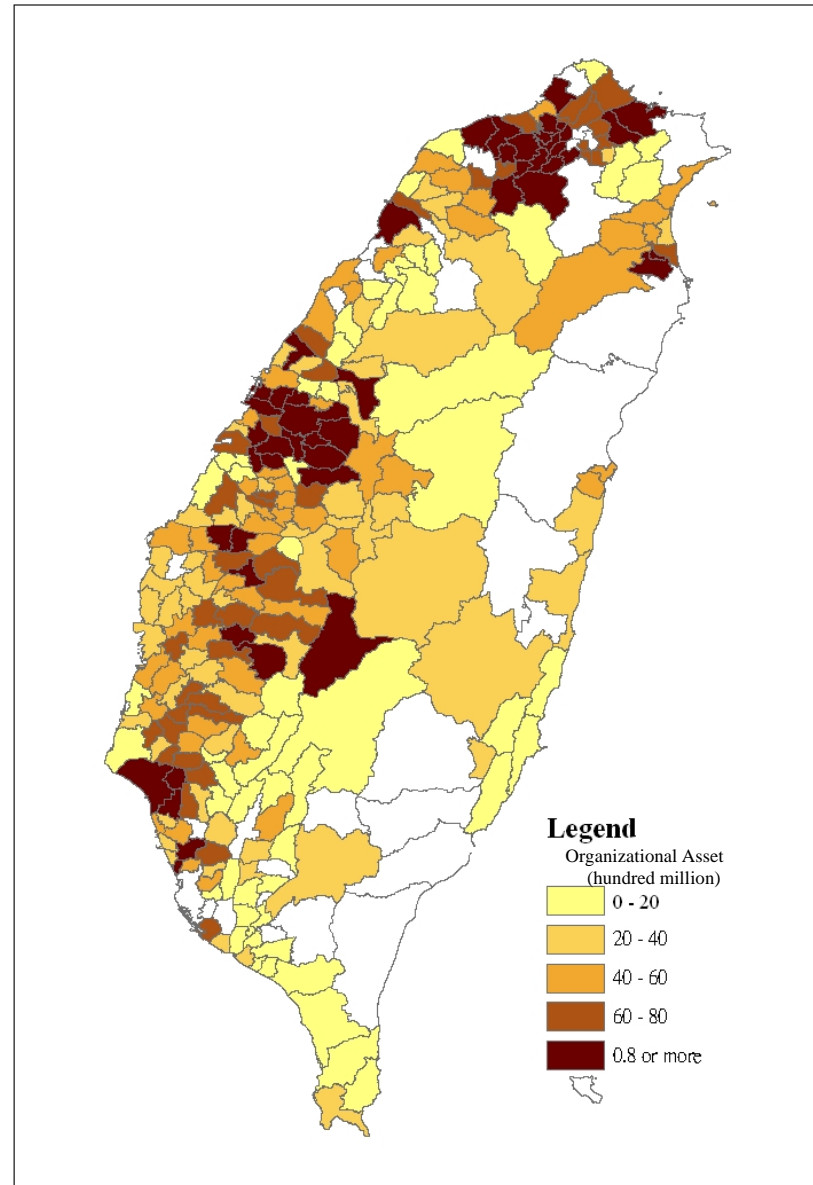 Legend
Organizational Asset
(hundred million)
0 - 20
20 - 40
40 - 60
60 - 80
0.8 or more